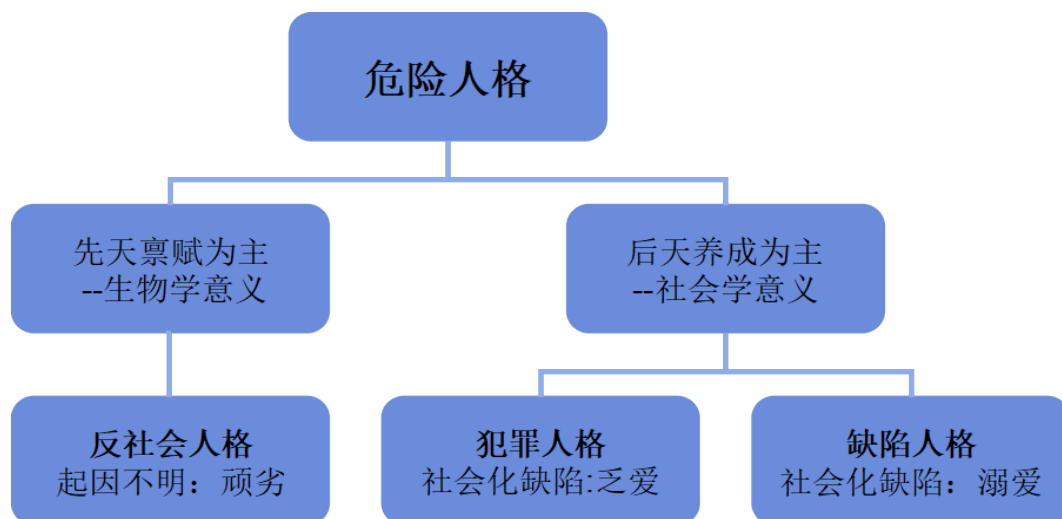 危险人格
先天禀赋为主
--生物学意义
后天养成为主
--社会学意义
反社会人格
起因不明：顽劣
犯罪人格
社会化缺陷:乏爱
缺陷人格
社会化缺陷：溺爱